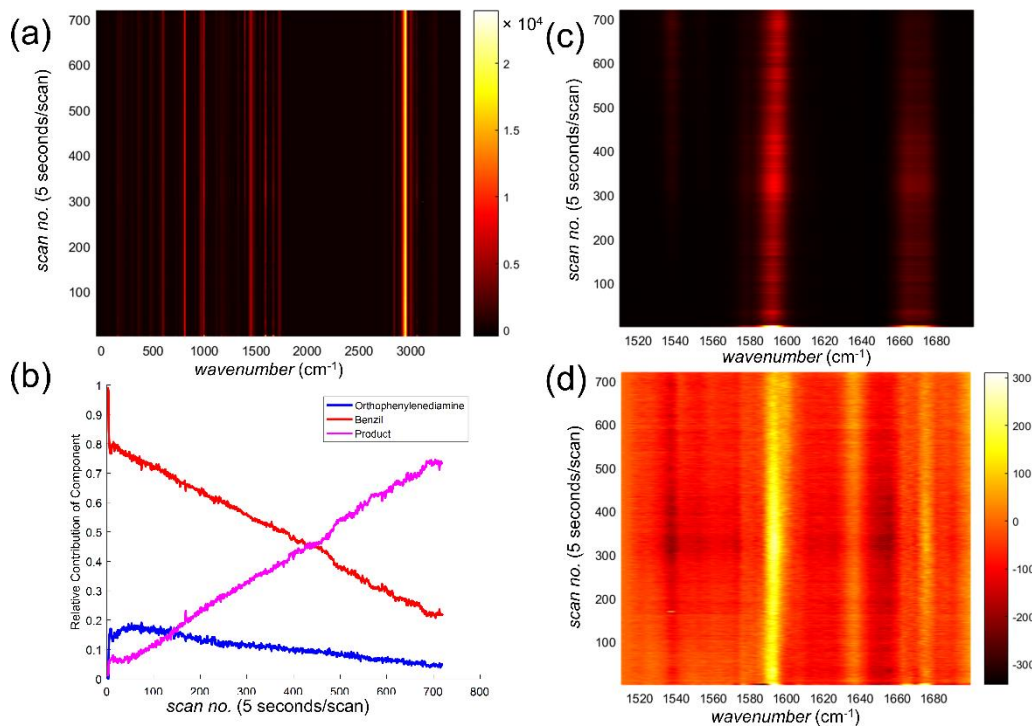 (a)
× 10⁴
2
1.5
1
0.5
0
700
600
500
400
300
200
100
scan no. (5 seconds/scan)
0 500 1000 1500 2000 2500 3000
wavenumber (cm⁻¹)
(b)
1
0.9
0.8
0.7
0.6
0.5
0.4
0.3
0.2
0.1
0
Relative Contribution of Component
Orthophenylenediamine
Benzil
Product
0 100 200 300 400 500 600 700 800
scan no. (5 seconds/scan)
(c)
700
600
500
400
300
200
100
scan no. (5 seconds/scan)
1520 1540 1560 1580 1600 1620 1640 1660 1680
wavenumber (cm⁻¹)
(d)
700
600
500
400
300
200
100
scan no. (5 seconds/scan)
1520 1540 1560 1580 1600 1620 1640 1660 1680
wavenumber (cm⁻¹)
300
200
100
0
-100
-200
-300